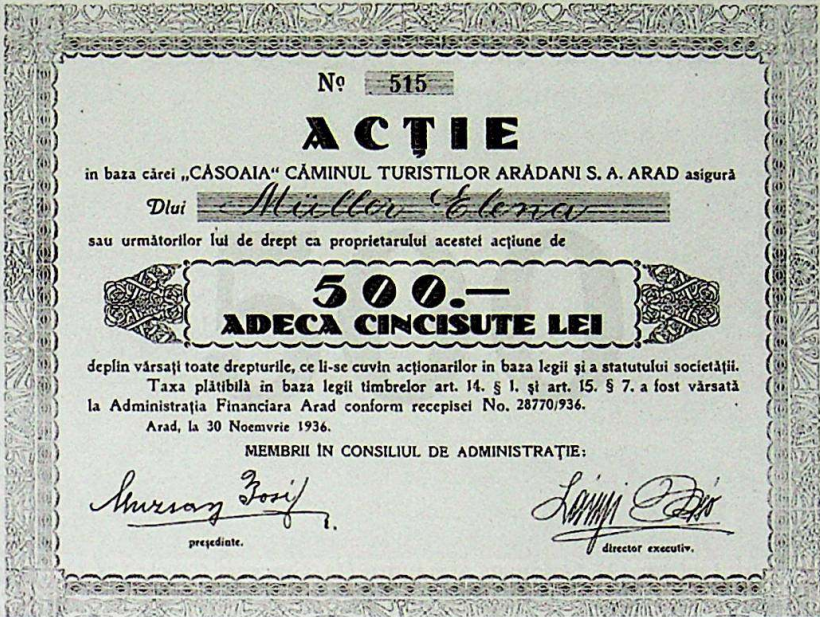 Nº 515
ACȚIE
in baza cărei „CĂSOAIA“ CĂMINUL TURISTILOR ARĂDANI S. A. ARAD asigură
Dlui Müller Elena
sau următorilor lui de drept ca proprietarului acestei acțiune de
500.—
ADECA CINCISUTE LEI
deplin vărsați toate drepturile, ce li-se cuvin acționarilor in baza legii și a statutului societății.
Taxa plătibilă in baza legii timbrelor art. 14. § 1. și art. 15. § 7. a fost vărsată
la Administrația Financiara Arad conform recepisei No. 28770/936.
Arad, la 30 Noemvrie 1936.
MEMBRII ÎN CONSILIUL DE ADMINISTRAȚIE:
președinte.
director executiv.